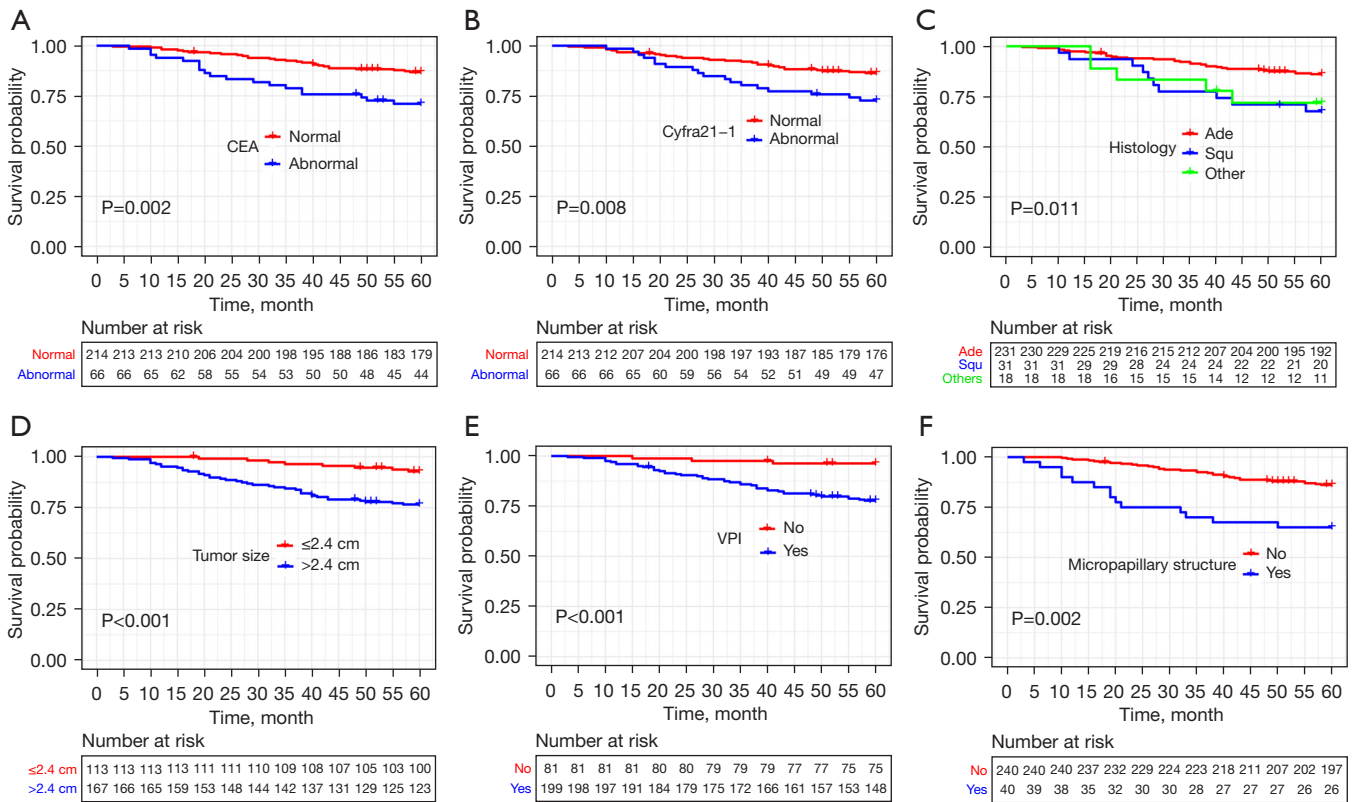 A
Survival probability
1.00
0.75
0.50
0.25
0.00
CEA
Normal
Abnormal
P=0.002
0 5 10 15 20 25 30 35 40 45 50 55 60
Time, month
Number at risk
Normal 214 213 213 210 206 204 200 198 195 188 186 183 179
Abnormal 66 66 65 62 58 55 54 53 50 50 48 45 44
B
Survival probability
1.00
0.75
0.50
0.25
0.00
Cyfra21-1
Normal
Abnormal
P=0.008
0 5 10 15 20 25 30 35 40 45 50 55 60
Time, month
Number at risk
Normal 214 213 212 207 204 200 198 197 193 187 185 179 176
Abnormal 66 66 66 65 60 59 56 54 52 51 49 49 47
C
Survival probability
1.00
0.75
0.50
0.25
0.00
Histology
Ade
Squ
Other
P=0.011
0 5 10 15 20 25 30 35 40 45 50 55 60
Time, month
Number at risk
Ade 231 230 229 225 219 216 215 212 207 204 200 195 192
Squ 31 31 31 29 29 28 24 24 24 22 22 21 20
Others 18 18 18 18 16 15 15 15 14 12 12 12 11
D
Survival probability
1.00
0.75
0.50
0.25
0.00
Tumor size
≤2.4 cm
>2.4 cm
P<0.001
0 5 10 15 20 25 30 35 40 45 50 55 60
Time, month
Number at risk
≤2.4 cm 113 113 113 113 111 111 110 109 108 107 105 103 100
>2.4 cm 167 166 165 159 153 148 144 142 137 131 129 125 123
E
Survival probability
1.00
0.75
0.50
0.25
0.00
VPI
No
Yes
P<0.001
0 5 10 15 20 25 30 35 40 45 50 55 60
Time, month
Number at risk
No 81 81 81 81 80 80 79 79 79 77 77 75 75
Yes 199 198 197 191 184 179 175 172 166 161 157 153 148
F
Survival probability
1.00
0.75
0.50
0.25
0.00
Micropapillary structure
No
Yes
P=0.002
0 5 10 15 20 25 30 35 40 45 50 55 60
Time, month
Number at risk
No 240 240 240 237 232 229 224 223 218 211 207 202 197
Yes 40 39 38 35 32 30 30 28 27 27 27 26 26